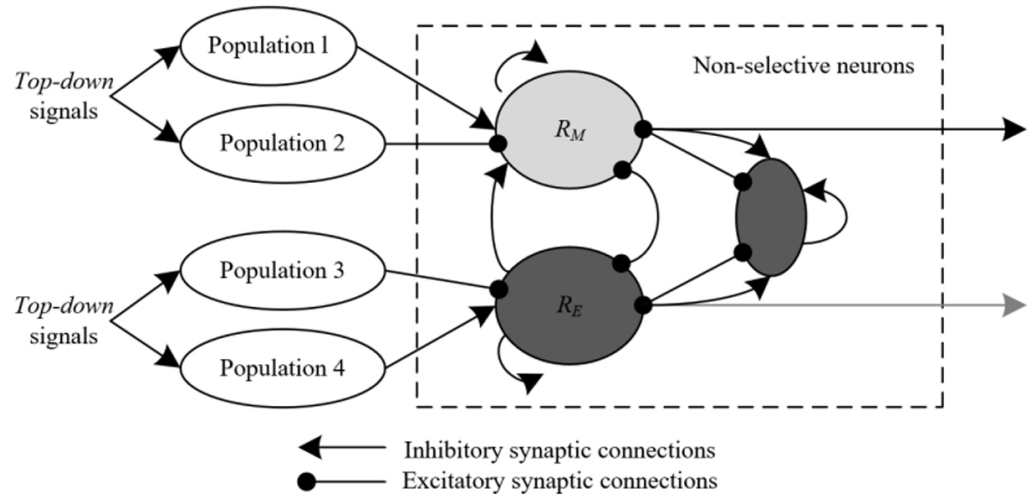 Population 1
Top-down
signals
Population 2
Non-selective neurons
R_M
Population 3
Top-down
signals
R_E
Population 4
Inhibitory synaptic connections
Excitatory synaptic connections